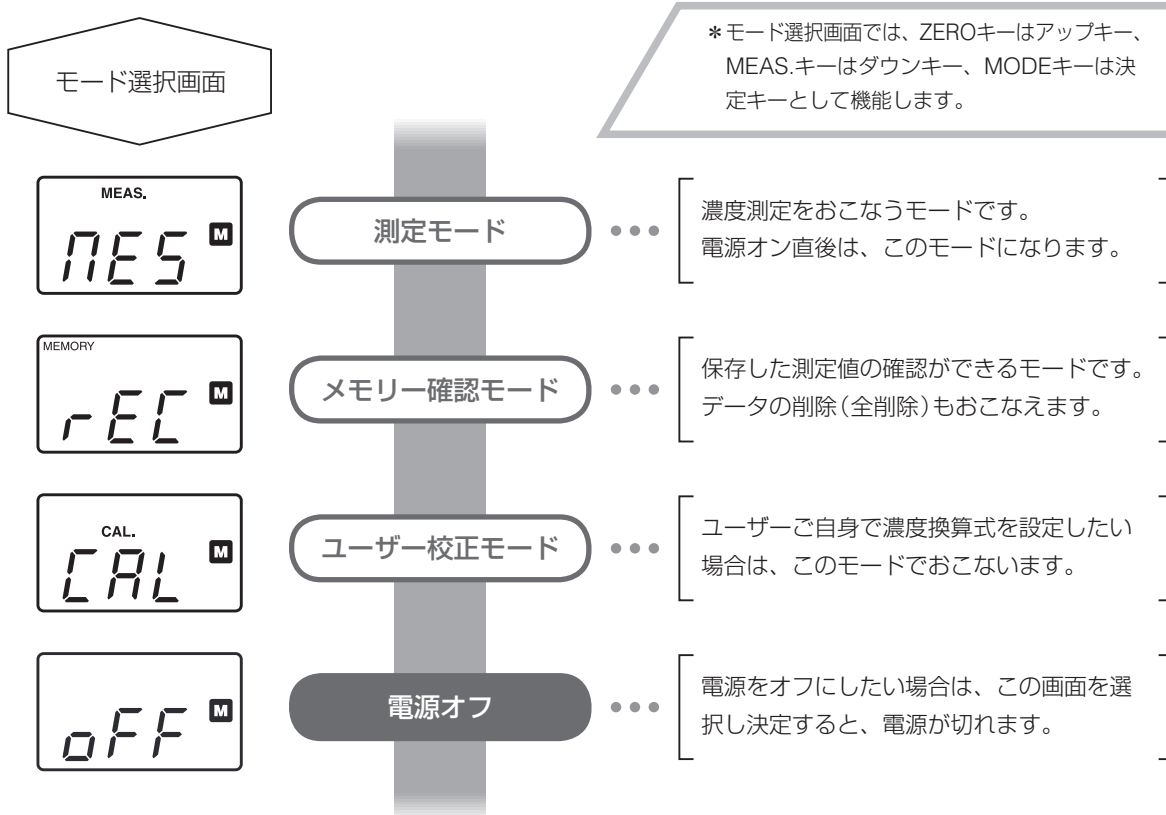 モード選択画面
＊モード選択画面では、ZEROキーはアップキー、
MEAS.キーはダウンキー、MODEキーは決
定キーとして機能します。
MEAS.
MES
M
測定モード
濃度測定をおこなうモードです。
電源オン直後は、このモードになります。
MEMORY
rEC
M
メモリー確認モード
保存した測定値の確認ができるモードです。
データの削除（全削除）もおこなえます。
CAL.
CAL
M
ユーザー校正モード
ユーザーご自身で濃度換算式を設定したい
場合は、このモードでおこないます。
oFF
M
電源オフ
電源をオフにしたい場合は、この画面を選
択し決定すると、電源が切れます。